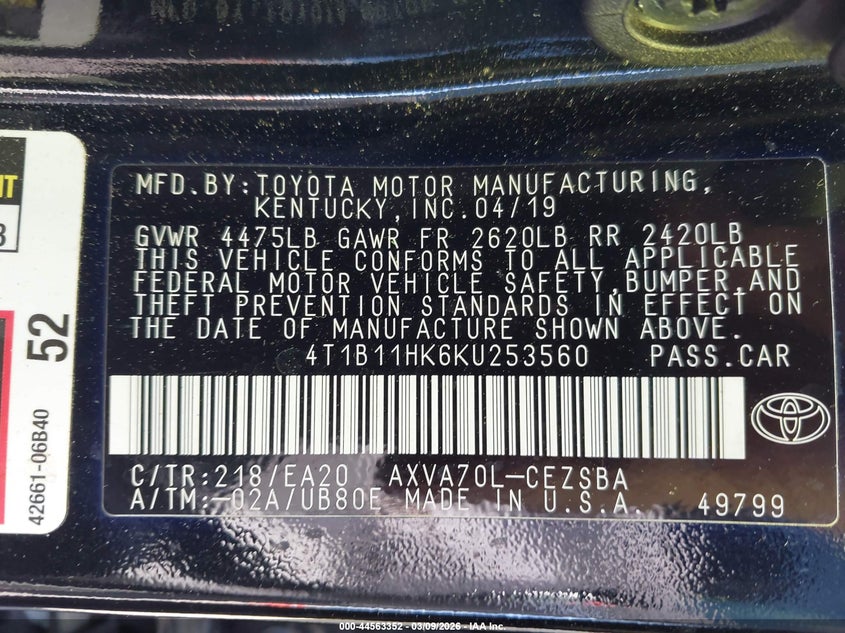 MFD.BY:TOYOTA MOTOR MANUFACTURING,
KENTUCKY,INC.04/19
GVWR 4475LB GAWR FR 2620LB RR 2420LB
THIS VEHICLE CONFORMS TO ALL APPLICABLE
FEDERAL MOTOR VEHICLE SAFETY,BUMPER,AND
THEFT PREVENTION STANDARDS IN EFFECT ON
THE DATE OF MANUFACTURE SHOWN ABOVE.
4T1B11HK6KU253560 PASS.CAR
C/TR:218/EA20 AXVA70L-CEZSBA
A/TM:-02A/UB80E MADE IN U.S.A. 49799
52
42661-06B40
000-44563352 - 03/09/2026 - IAA Inc.